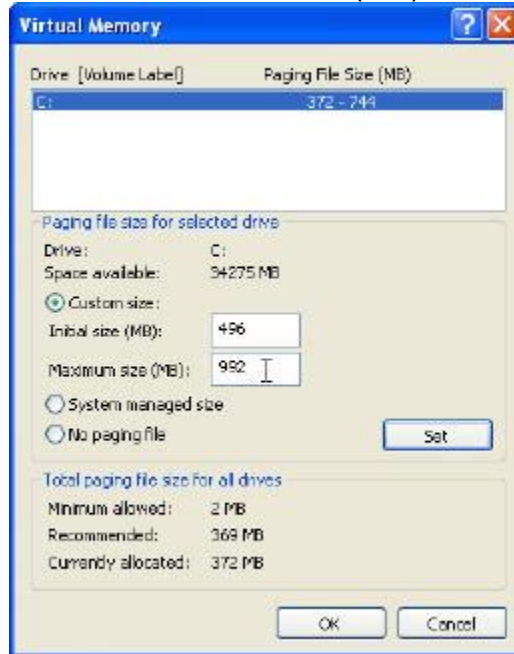 Virtual Memory
Drive [Volume Label] Paging File Size (MB)
C: 372 - 744
Paging file size for selected drive
Drive: C:
Space available: 34275 MB
Custom size:
Initial size (MB): 496
Maximum size (MB): 992
System managed size
No paging file
Set
Total paging file size for all drives
Minimum allowed: 2 MB
Recommended: 369 MB
Currently allocated: 372 MB
OK Cancel